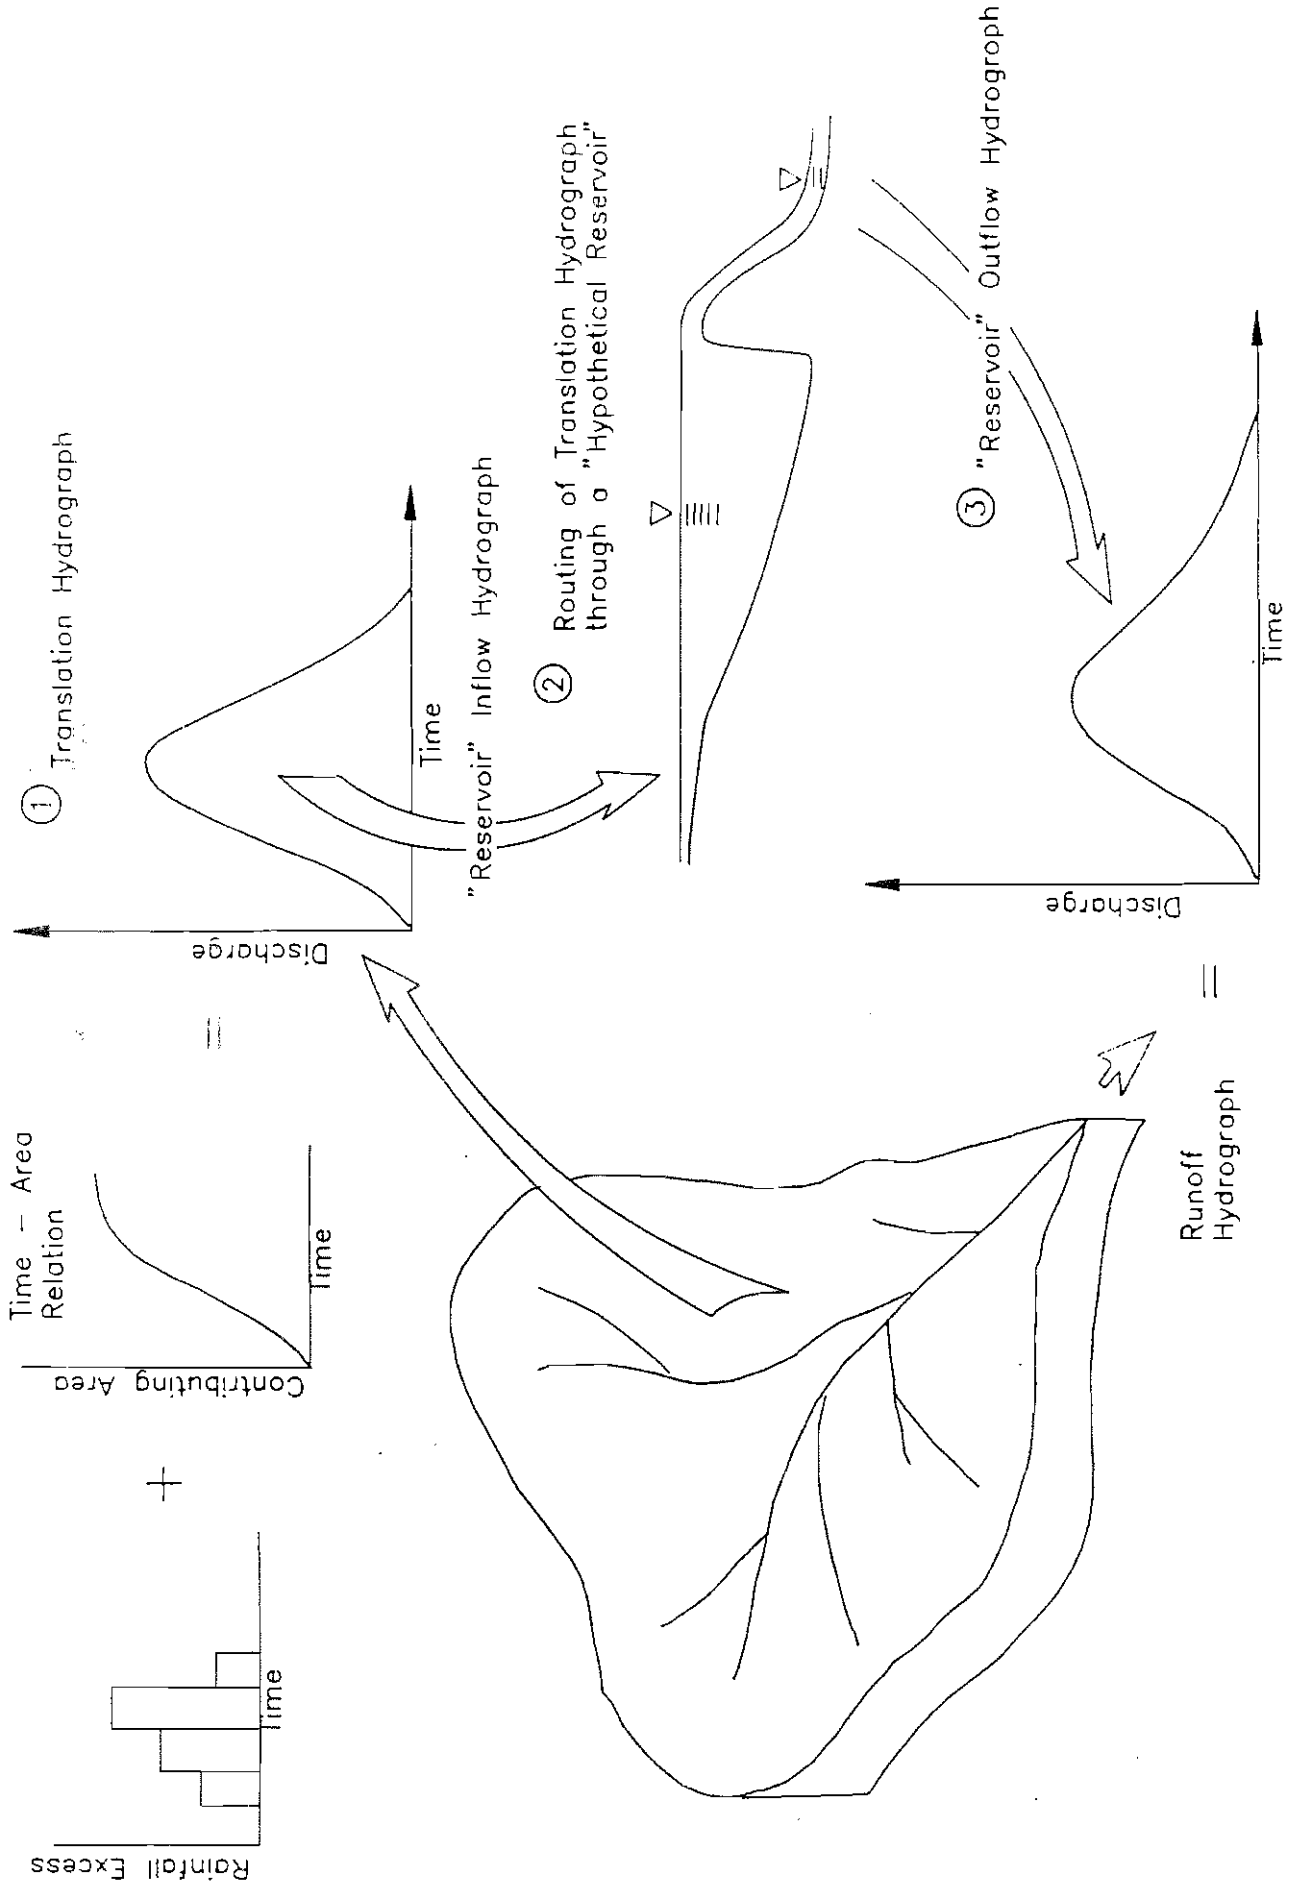 Rainfall Excess
Time
+
Time – Area
Relation
Contributing Area
Time
=
① Translation Hydrograph
Discharge
Time
"Reservoir" Inflow Hydrograph
② Routing of Translation Hydrograph
through a "Hypothetical Reservoir"
③ "Reservoir" Outflow Hydrograph
Discharge
Time
=
Runoff
Hydrograph